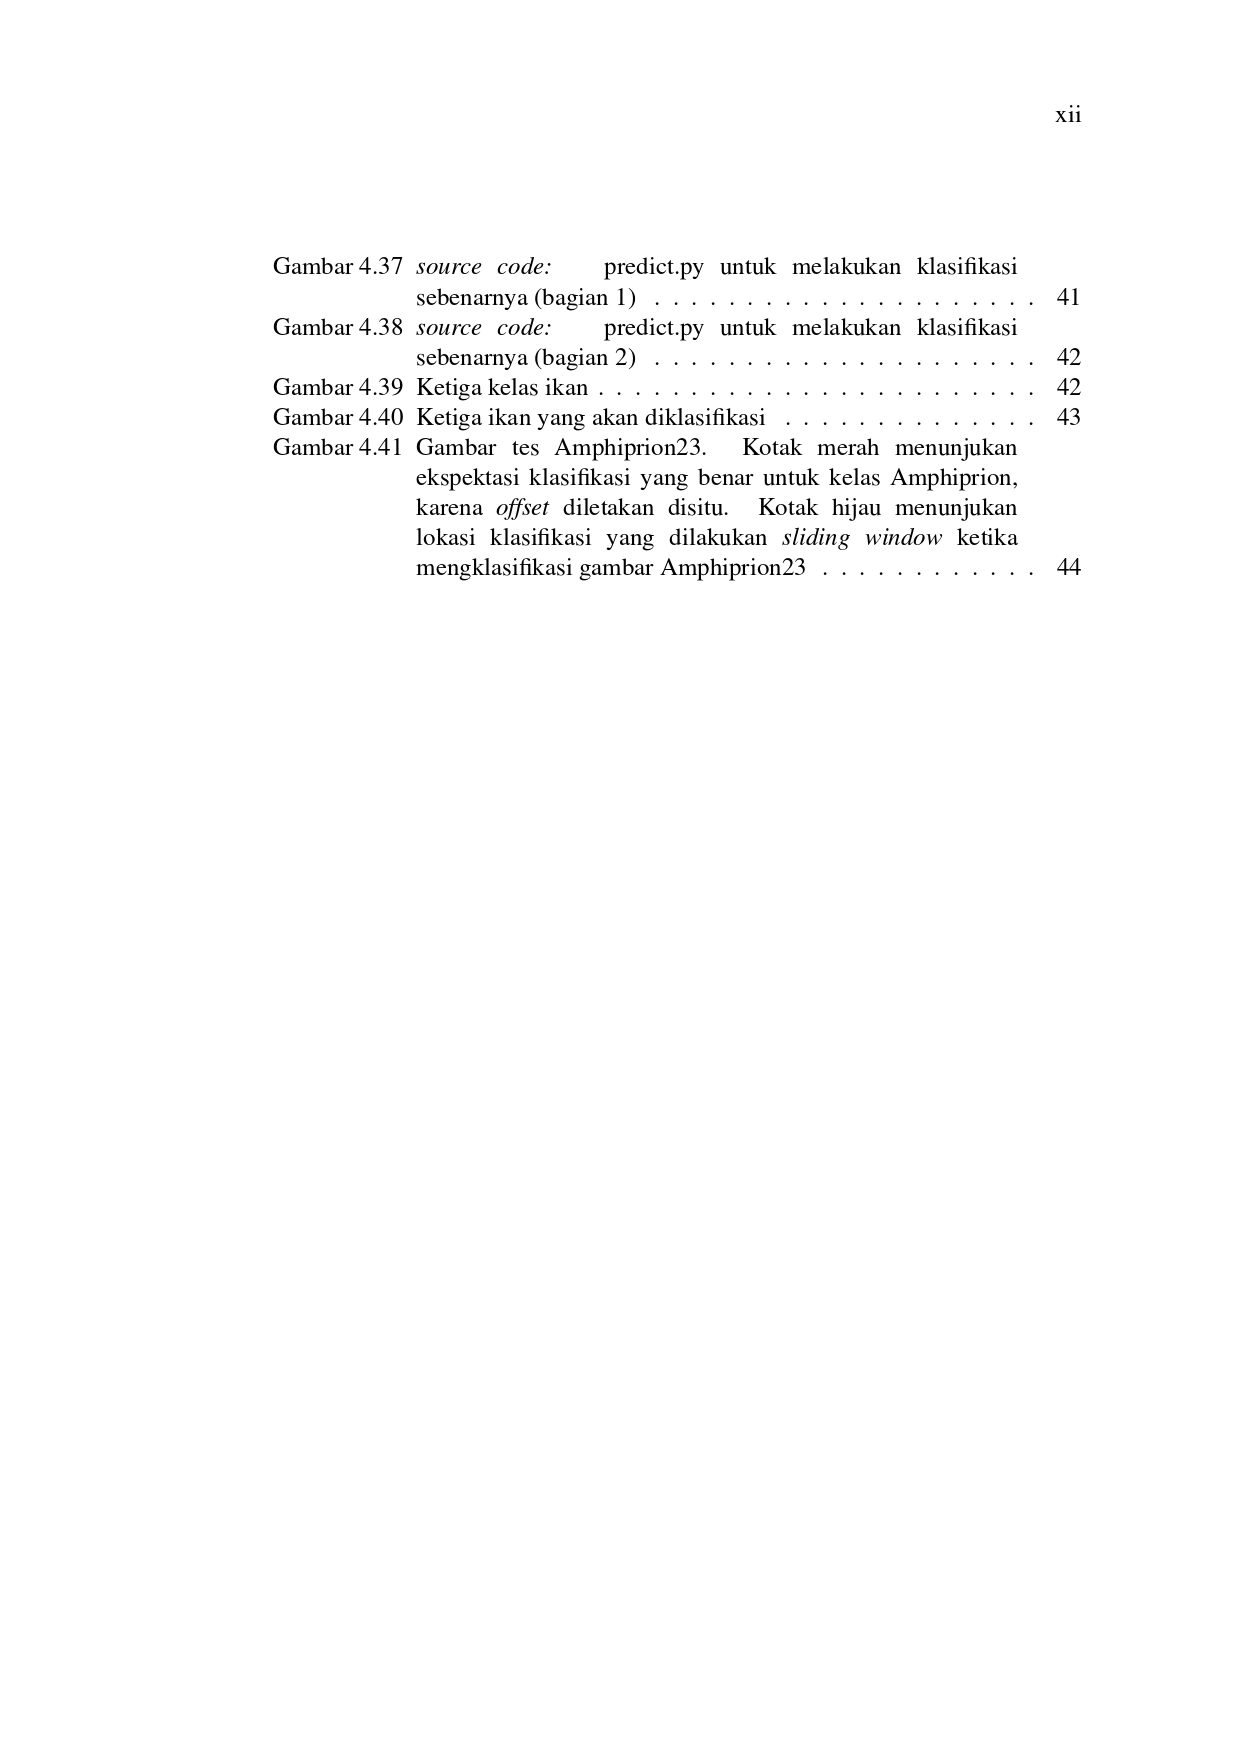 xii
Gambar 4.37 source code: predict.py untuk melakukan klasifikasi
sebenarnya (bagian 1) . . . . . . . . . . . . . . . . . . . . . 41
Gambar 4.38 source code: predict.py untuk melakukan klasifikasi
sebenarnya (bagian 2) . . . . . . . . . . . . . . . . . . . . . 42
Gambar 4.39 Ketiga kelas ikan . . . . . . . . . . . . . . . . . . . . . . . . 42
Gambar 4.40 Ketiga ikan yang akan diklasifikasi . . . . . . . . . . . . . . 43
Gambar 4.41 Gambar tes Amphiprion23. Kotak merah menunjukan
ekspektasi klasifikasi yang benar untuk kelas Amphiprion,
karena offset diletakan disitu. Kotak hijau menunjukan
lokasi klasifikasi yang dilakukan sliding window ketika
mengklasifikasi gambar Amphiprion23 . . . . . . . . . . . . 44